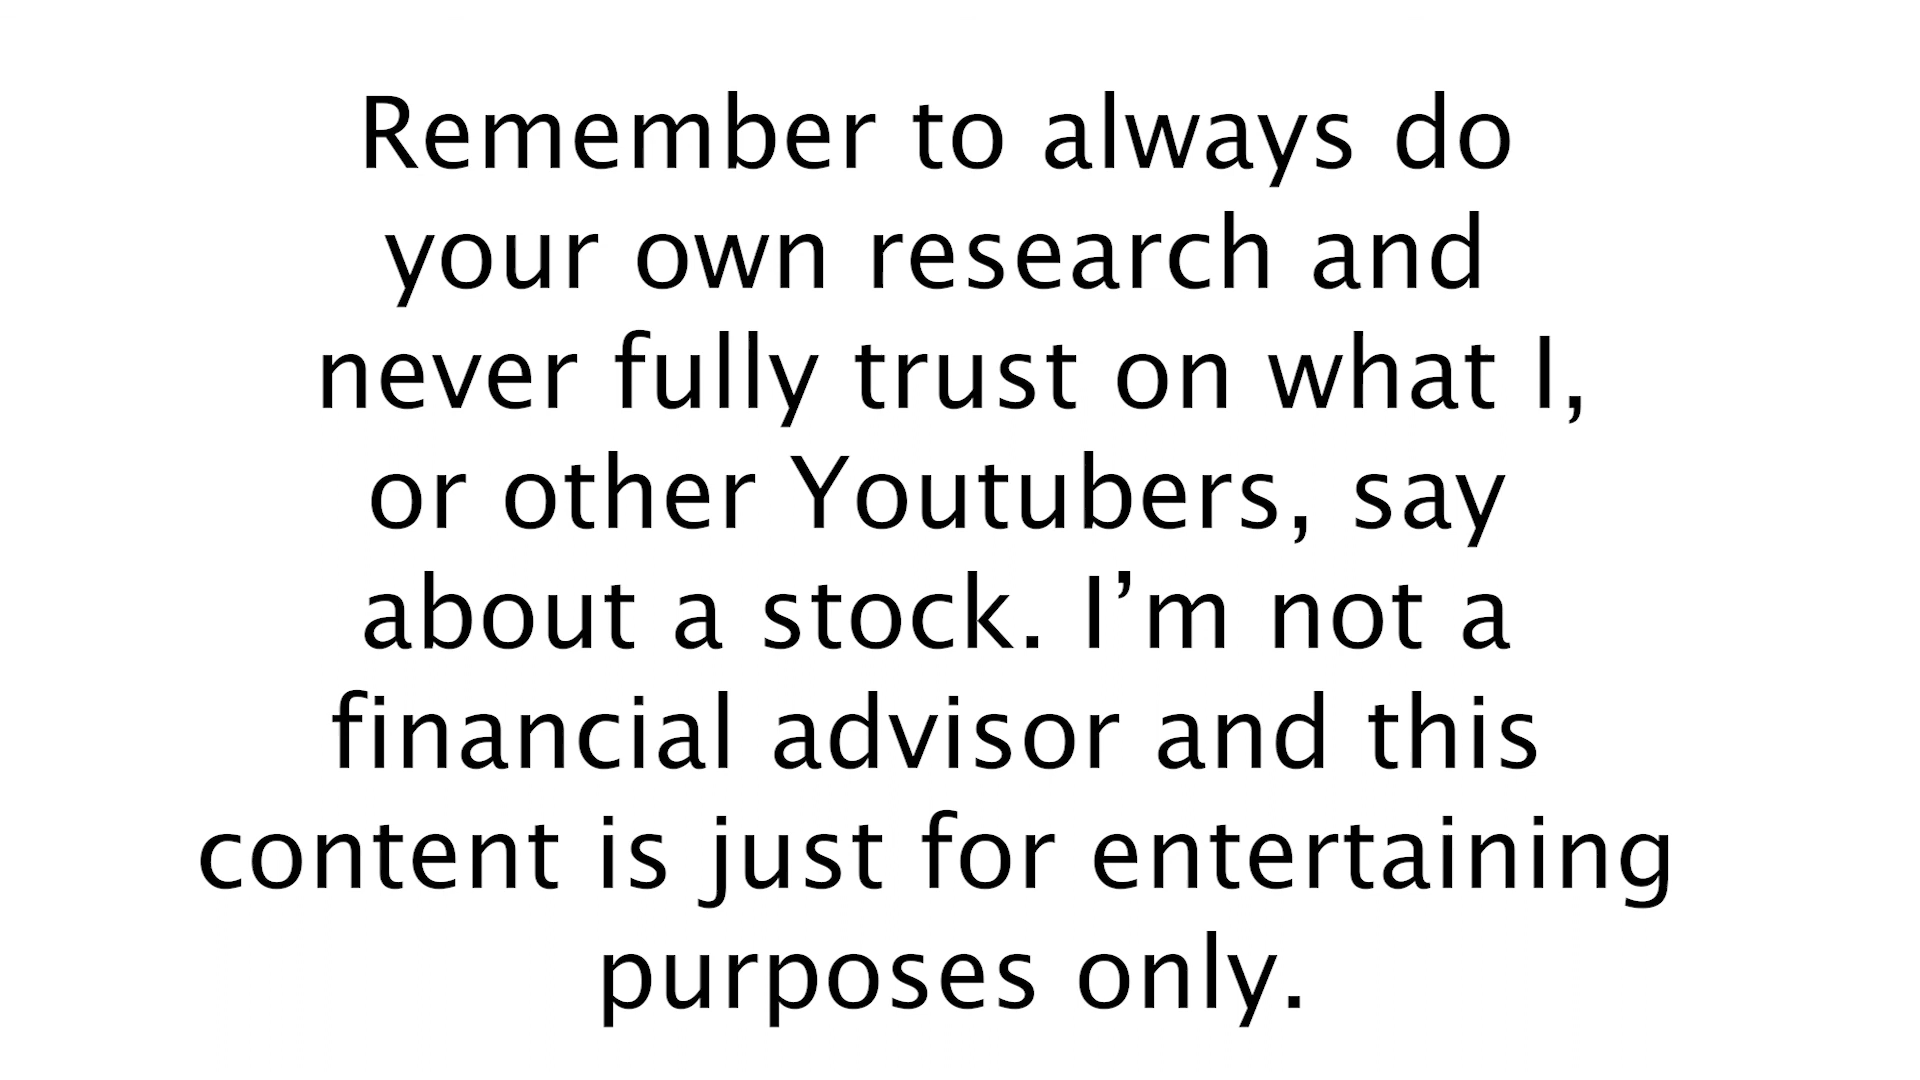 Remember to always do
your own research and
never fully trust on what I,
or other Youtubers, say
about a stock. I’m not a
financial advisor and this
content is just for entertaining
purposes only.